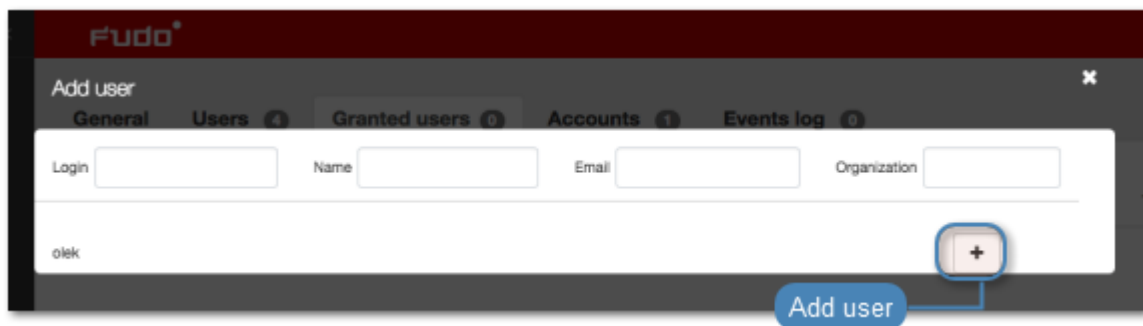 Fudo
Add user
General Users 4 Granted users 0 Accounts 1 Events log 0
Login Name Email Organization
olek
Add user